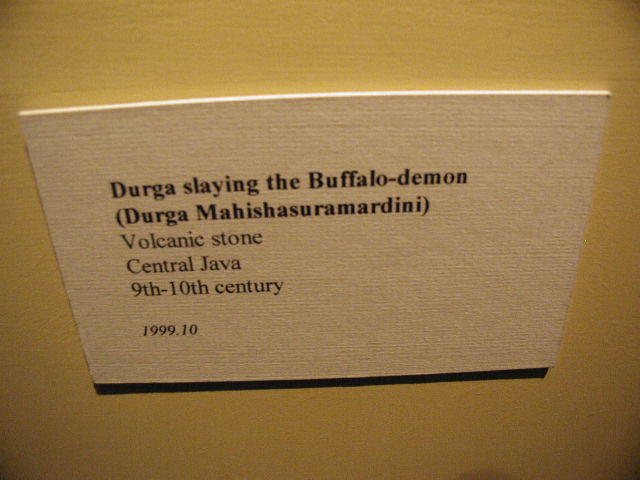 Durga slaying the Buffalo-demon
(Durga Mahishasuramardini)
Volcanic stone
Central Java
9th-10th century
1999.10